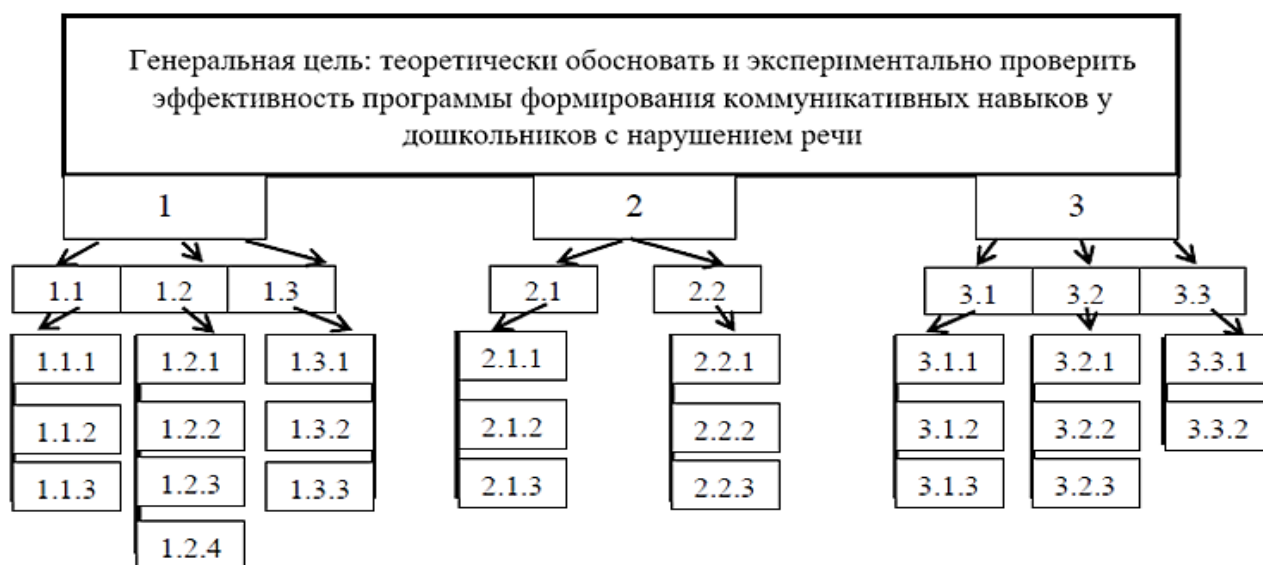 Генеральная цель: теоретически обосновать и экспериментально проверить
эффективность программы формирования коммуникативных навыков у
дошкольников с нарушением речи
1 2 3
1.1 1.2 1.3 2.1 2.2 3.1 3.2 3.3
1.1.1 1.2.1 1.3.1 2.1.1 2.2.1 3.1.1 3.2.1 3.3.1
1.1.2 1.2.2 1.3.2 2.1.2 2.2.2 3.1.2 3.2.2 3.3.2
1.1.3 1.2.3 1.3.3 2.1.3 2.2.3 3.1.3 3.2.3
1.2.4